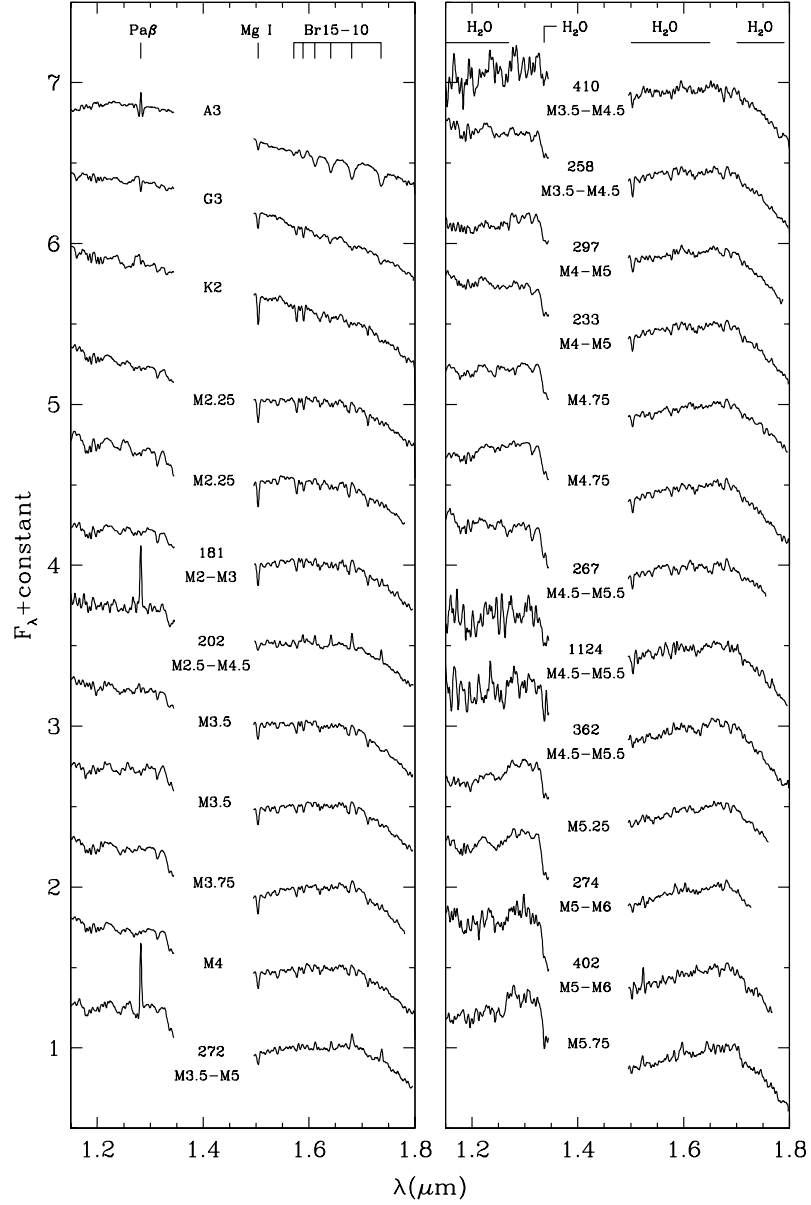 Paβ Mg I Br15−10
H₂O H₂O H₂O H₂O
7
6
5
4
3
2
1
F_λ+constant
A3
G3
K2
M2.25
M2.25
181
M2−M3
202
M2.5−M4.5
M3.5
M3.5
M3.75
M4
272
M3.5−M5
410
M3.5−M4.5
258
M3.5−M4.5
297
M4−M5
233
M4−M5
M4.75
M4.75
267
M4.5−M5.5
1124
M4.5−M5.5
362
M4.5−M5.5
M5.25
274
M5−M6
402
M5−M6
M5.75
1.2 1.4 1.6 1.8 1.2 1.4 1.6 1.8
λ(μm)